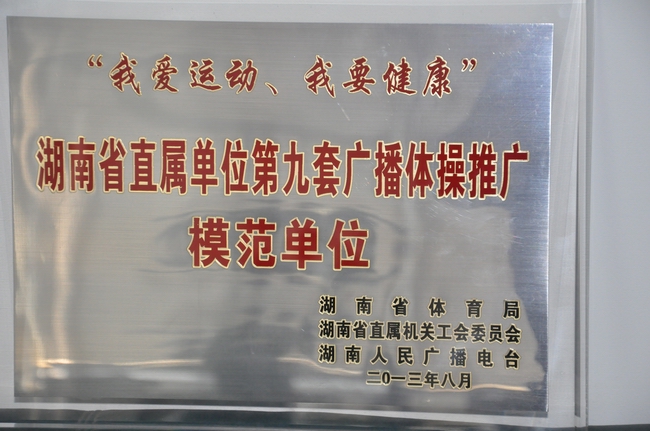 “我爱运动、我要健康”
湖南省直属单位第九套广播体操推广
模范单位
湖南省体育局
湖南省直属机关工会委员会
湖南人民广播电台
二〇一三年八月